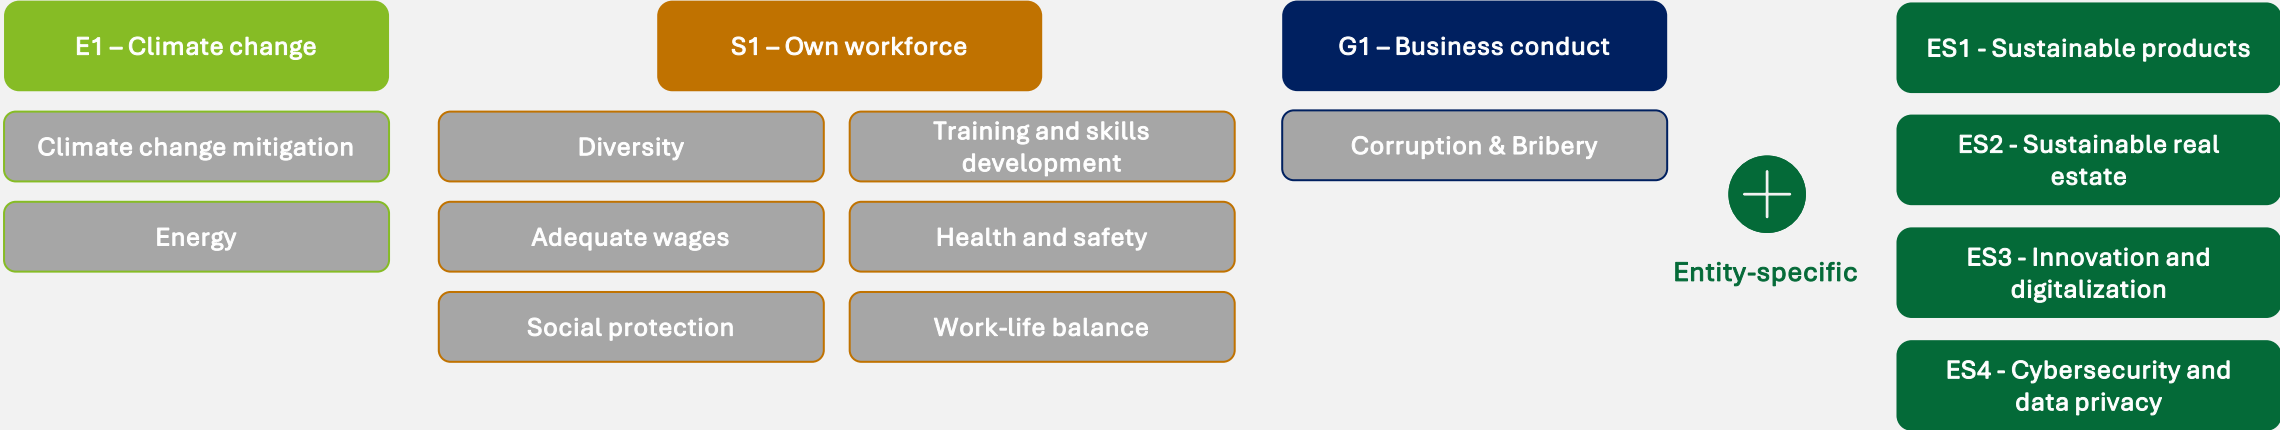 E1 – Climate change
Climate change mitigation
Energy
S1 – Own workforce
Diversity
Training and skills
development
Adequate wages
Health and safety
Social protection
Work-life balance
G1 – Business conduct
Corruption & Bribery
Entity-specific
ES1 - Sustainable products
ES2 - Sustainable real
estate
ES3 - Innovation and
digitalization
ES4 - Cybersecurity and
data privacy